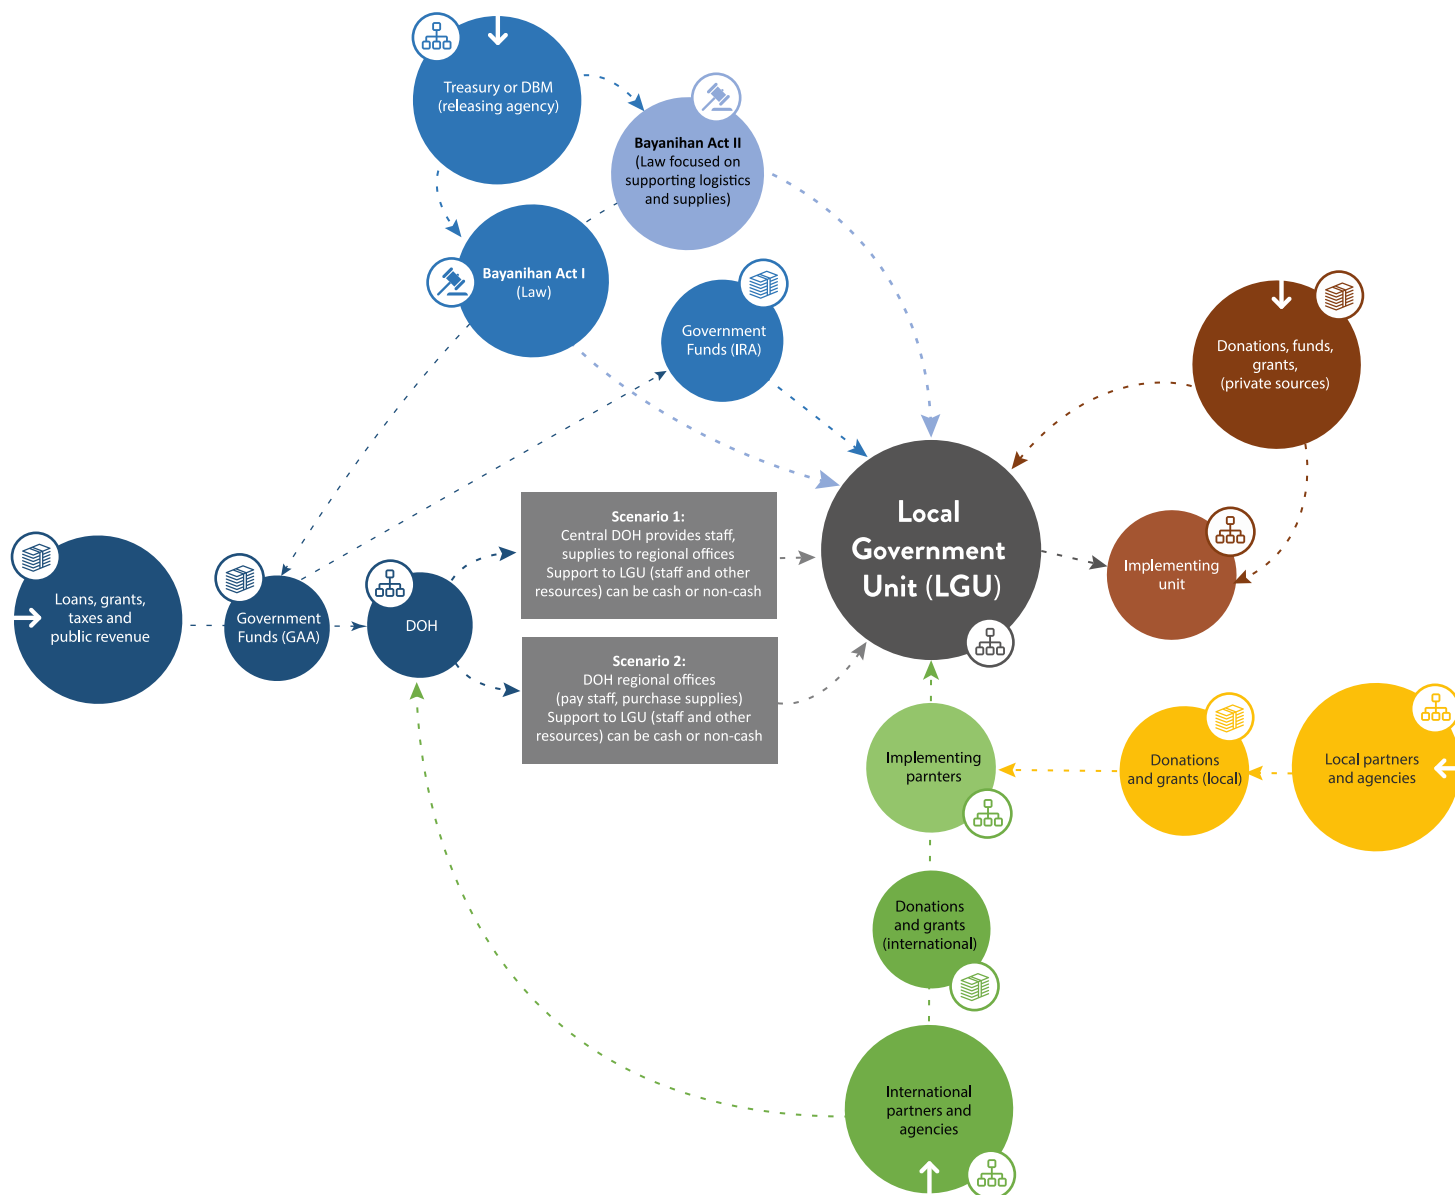 Treasury or DBM
(releasing agency)
Bayanihan Act II
(Law focused on
supporting logistics
and supplies)
Bayanihan Act I
(Law)
Government
Funds (IRA)
Donations, funds,
grants,
(private sources)
Local
Government
Unit (LGU)
Implementing
unit
Scenario 1:
Central DOH provides staff,
supplies to regional offices
Support to LGU (staff and other
resources) can be cash or non-cash
Loans, grants,
taxes and
public revenue
Government
Funds (GAA)
DOH
Scenario 2:
DOH regional offices
(pay staff, purchase supplies)
Support to LGU (staff and other
resources) can be cash or non-cash
Implementing
parnters
Donations
and grants (local)
Local partners
and agencies
Donations
and grants
(international)
International
partners and
agencies